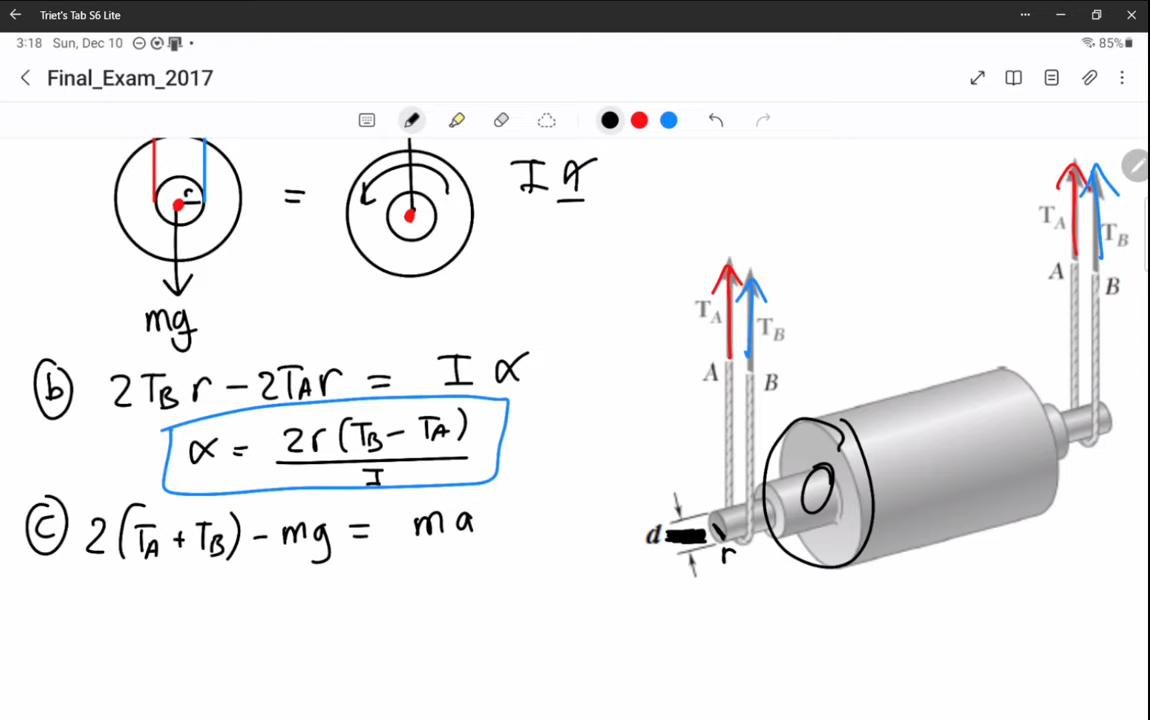 Triet's Tab S6 Lite
3:18 Sun, Dec 10
85%
Final_Exam_2017
r
=
I α
mg
T_A
T_B
A
B
T_A
T_B
A
B
(b) 2T_B r - 2T_A r = I α
α = 2r(T_B - T_A) / I
(c) 2(T_A + T_B) - mg = ma
d
r